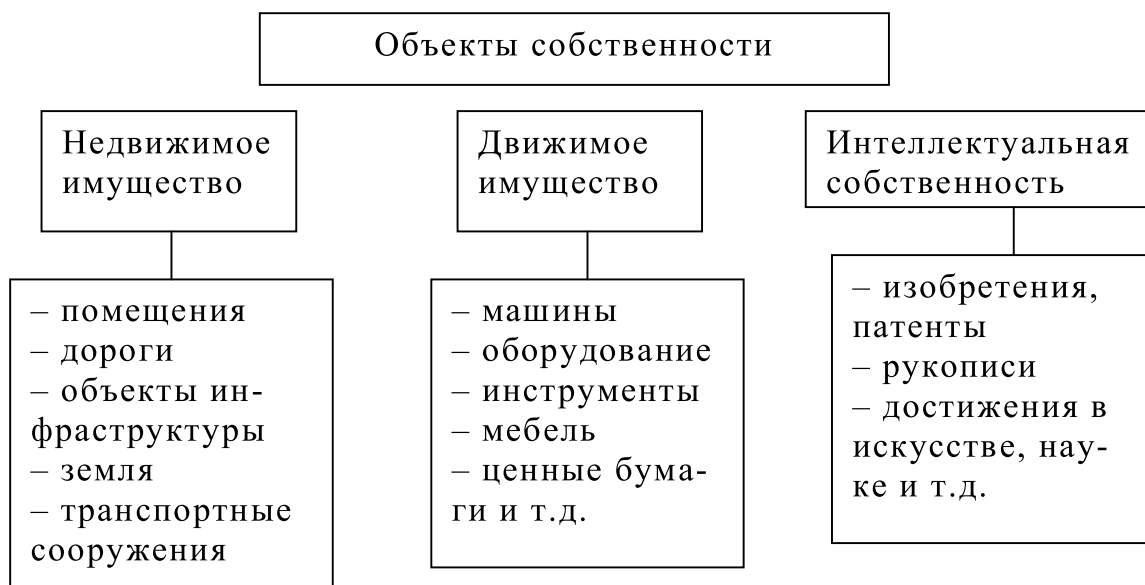 Объекты собственности
Недвижимое
имущество
– помещения
– дороги
– объекты ин-
фраструктуры
– земля
– транспортные
сооружения
Движимое
имущество
– машины
– оборудование
– инструменты
– мебель
– ценные бума-
ги и т.д.
Интеллектуальная
собственность
– изобретения,
патенты
– рукописи
– достижения в
искусстве, нау-
ке и т.д.